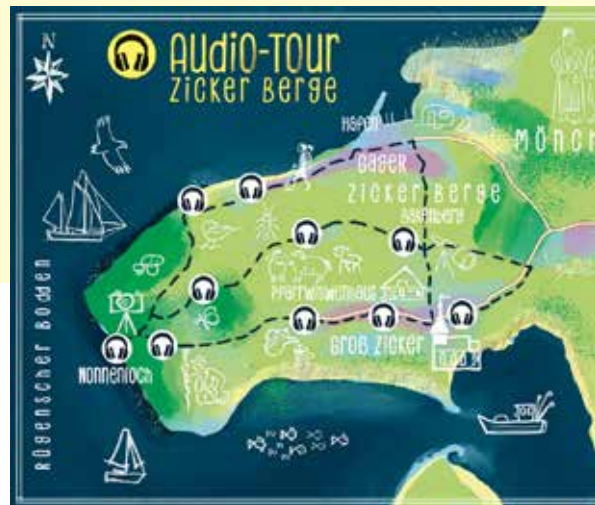 N
AUDIO-TOUR
ZICKER BERGE
HAFEN
MÖNCH
GAGER
ZICKER BERGE
BAKENBERG
PFARRWITWENHAUS
GROß ZICKER
NONNENLOCH
RÜGENSCHER BODDEN